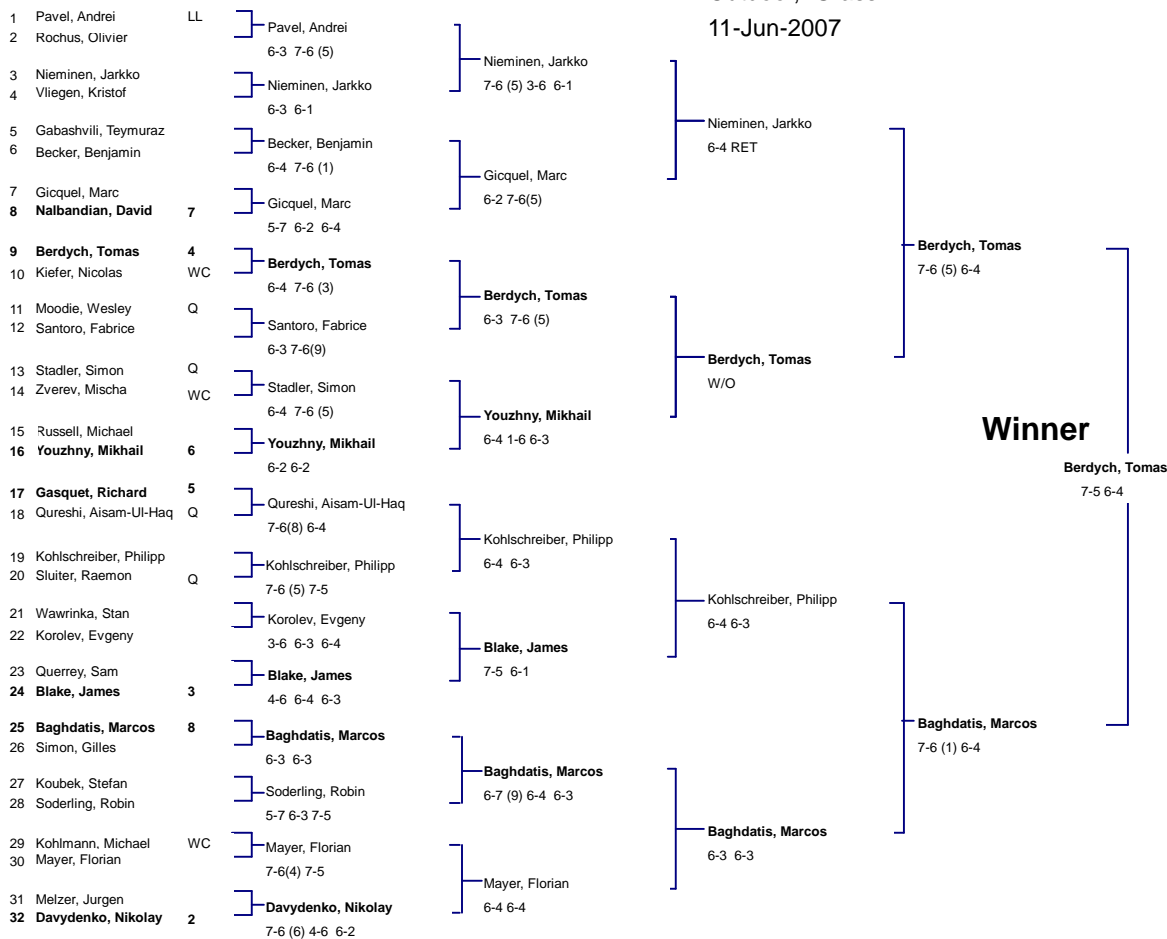 11-Jun-2007
1 Pavel, Andrei LL
2 Rochus, Olivier
3 Nieminen, Jarkko
4 Vliegen, Kristof
5 Gabashvili, Teymuraz
6 Becker, Benjamin
7 Gicquel, Marc
8 Nalbandian, David 7
9 Berdych, Tomas 4
10 Kiefer, Nicolas WC
11 Moodie, Wesley Q
12 Santoro, Fabrice
13 Stadler, Simon Q
14 Zverev, Mischa WC
15 Russell, Michael
16 Youzhny, Mikhail 6
17 Gasquet, Richard 5
18 Qureshi, Aisam-Ul-Haq Q
19 Kohlschreiber, Philipp
20 Sluiter, Raemon Q
21 Wawrinka, Stan
22 Korolev, Evgeny
23 Querrey, Sam
24 Blake, James 3
25 Baghdatis, Marcos 8
26 Simon, Gilles
27 Koubek, Stefan
28 Soderling, Robin
29 Kohlmann, Michael WC
30 Mayer, Florian
31 Melzer, Jurgen
32 Davydenko, Nikolay 2
Pavel, Andrei
6-3 7-6 (5)
Nieminen, Jarkko
6-3 6-1
Becker, Benjamin
6-4 7-6 (1)
Gicquel, Marc
5-7 6-2 6-4
Berdych, Tomas
6-4 7-6 (3)
Santoro, Fabrice
6-3 7-6(9)
Stadler, Simon
6-4 7-6 (5)
Youzhny, Mikhail
6-2 6-2
Qureshi, Aisam-Ul-Haq
7-6(8) 6-4
Kohlschreiber, Philipp
7-6 (5) 7-5
Korolev, Evgeny
3-6 6-3 6-4
Blake, James
4-6 6-4 6-3
Baghdatis, Marcos
6-3 6-3
Soderling, Robin
5-7 6-3 7-5
Mayer, Florian
7-6(4) 7-5
Davydenko, Nikolay
7-6 (6) 4-6 6-2
Nieminen, Jarkko
7-6 (5) 3-6 6-1
Gicquel, Marc
6-2 7-6(5)
Berdych, Tomas
6-3 7-6 (5)
Youzhny, Mikhail
6-4 1-6 6-3
Kohlschreiber, Philipp
6-4 6-3
Blake, James
7-5 6-1
Baghdatis, Marcos
6-7 (9) 6-4 6-3
Mayer, Florian
6-4 6-4
Nieminen, Jarkko
6-4 RET
Berdych, Tomas
W/O
Kohlschreiber, Philipp
6-4 6-3
Baghdatis, Marcos
6-3 6-3
Berdych, Tomas
7-6 (5) 6-4
Baghdatis, Marcos
7-6 (1) 6-4
Winner
Berdych, Tomas
7-5 6-4